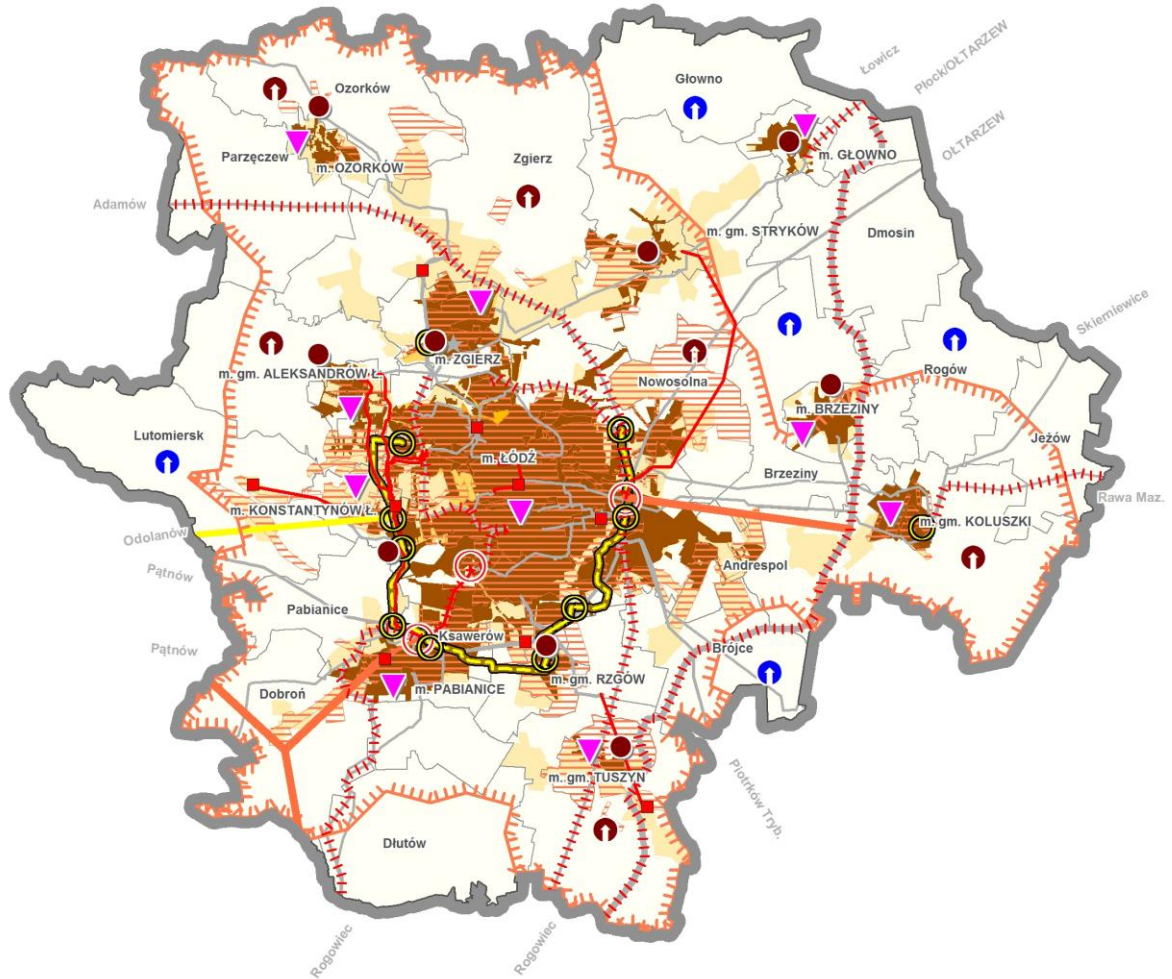 Łowicz
Płock/OŁTARZEW
Głowno
Ozorków
OŁTARZEW
Parzęczew
Zgierz
m. GŁOWNO
m. OZORKÓW
Adamów
m. gm. STRYKÓW
Dmosin
Skierniewice
m. ZGIERZ
m. gm. ALEKSANDRÓW Ł.
Nowosolna
Rogów
m. BRZEZINY
Lutomiersk
Jeżów
m. ŁÓDŹ
Brzeziny
Rawa Maz.
m. KONSTANTYNÓW Ł.
m. gm. KOLUSZKI
Odolanów
Andrespol
Pątnów
Pabianice
Ksawerów
Brójce
Pątnów
m. gm. RZGÓW
Dobroń
m. PABIANICE
m. gm. TUSZYN
Piotrków Tryb.
Dłutów
Rogowiec
Rogowiec